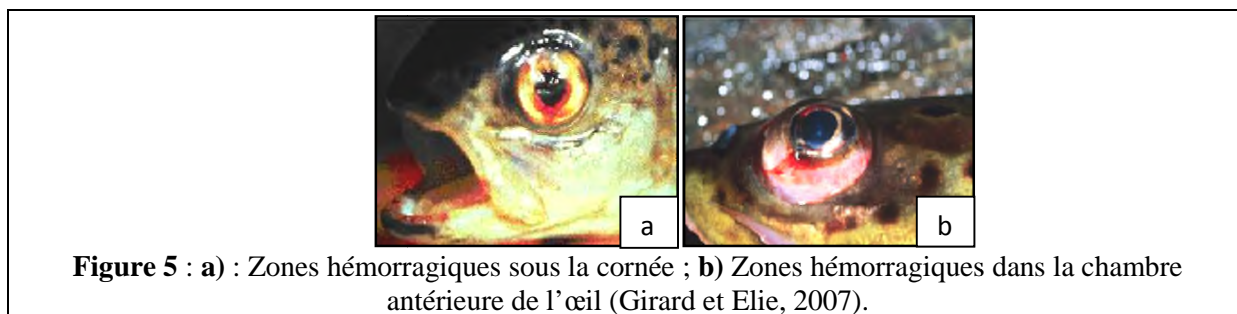 a
b
Figure 5 : a) : Zones hémorragiques sous la cornée ; b) Zones hémorragiques dans la chambre
antérieure de l’œil (Girard et Elie, 2007).